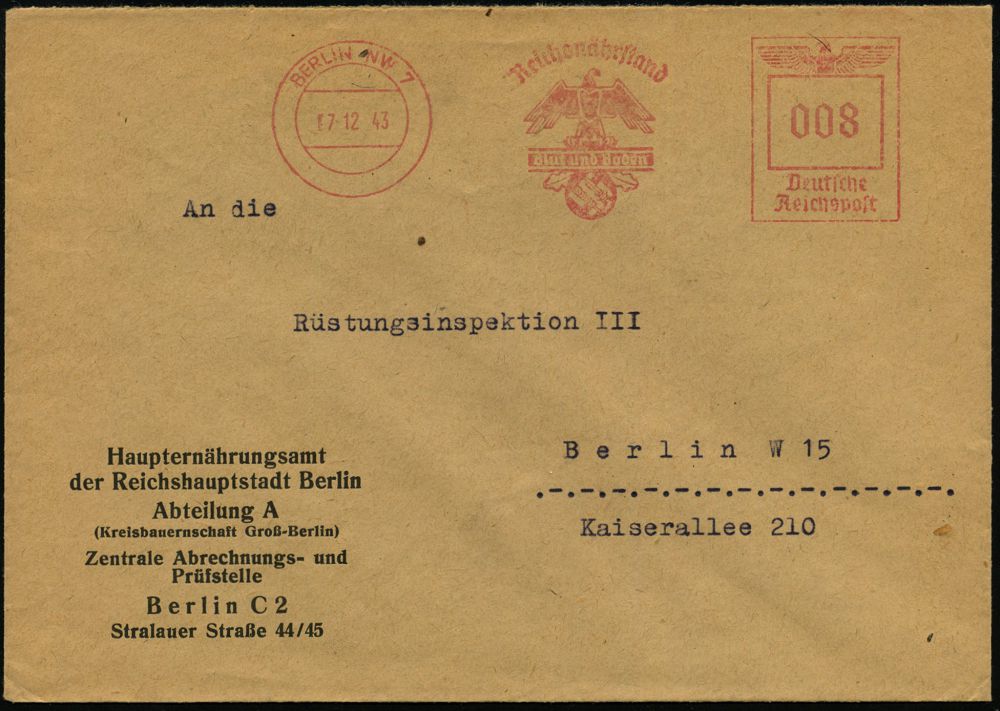 BERLIN NW 7
7-12 43
Reichsnährstand
Blut und Boden
008
Deutsche
Reichspost
An die
Rüstungsinspektion III
Berlin W 15
Kaiserallee 210
Haupternährungsamt
der Reichshauptstadt Berlin
Abteilung A
(Kreisbauernschaft Groß-Berlin)
Zentrale Abrechnungs- und
Prüfstelle
Berlin C 2
Stralauer Straße 44/45